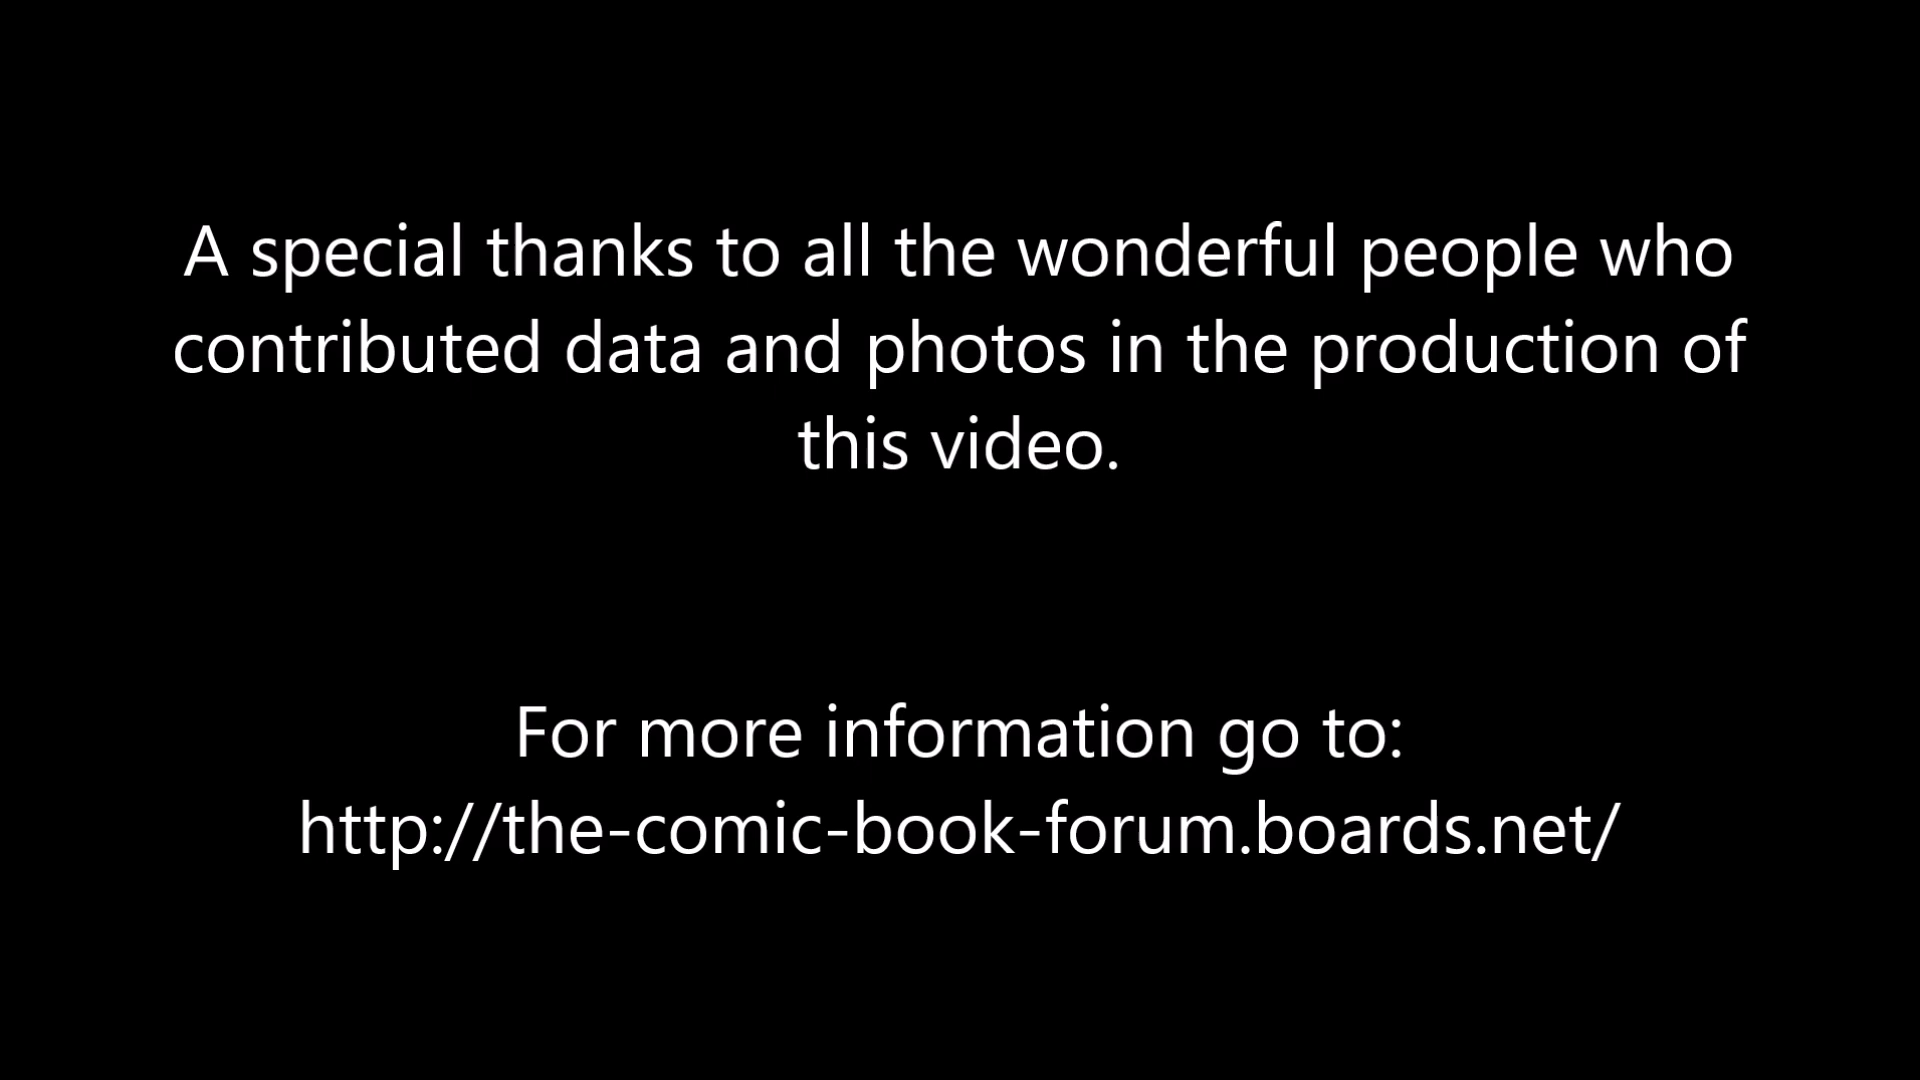 A special thanks to all the wonderful people who
contributed data and photos in the production of
this video.
For more information go to:
http://the-comic-book-forum.boards.net/